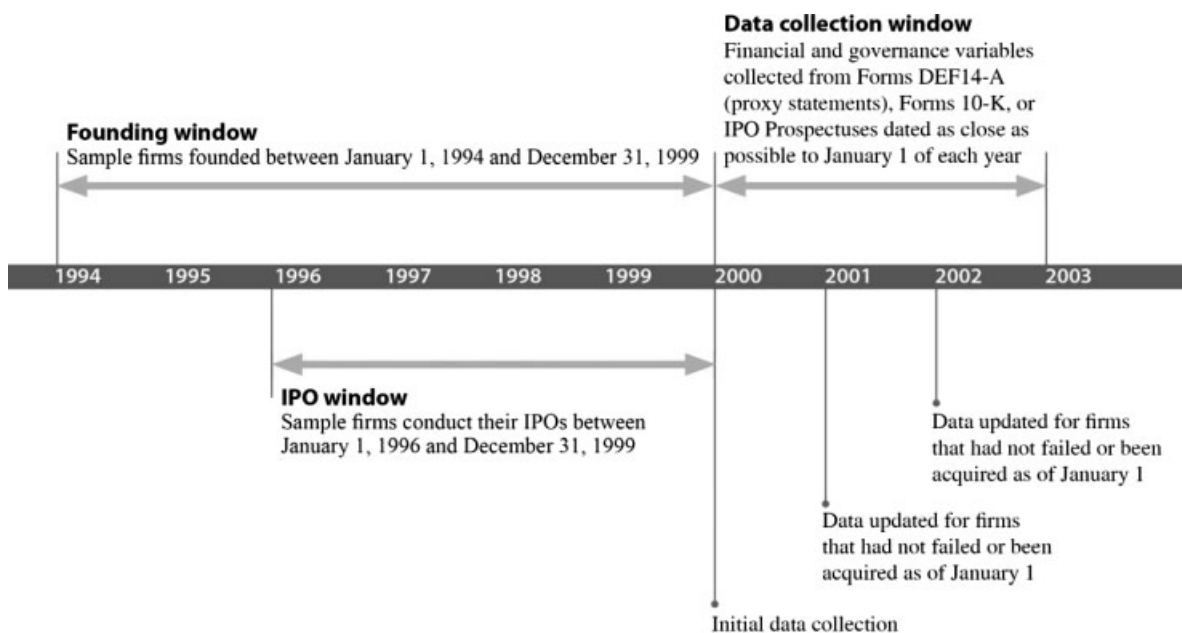 Data collection window
Financial and governance variables
collected from Forms DEF14-A
(proxy statements), Forms 10-K, or
IPO Prospectuses dated as close as
possible to January 1 of each year
Founding window
Sample firms founded between January 1, 1994 and December 31, 1999
1994 1995 1996 1997 1998 1999 2000 2001 2002 2003
IPO window
Sample firms conduct their IPOs between
January 1, 1996 and December 31, 1999
Data updated for firms
that had not failed or been
acquired as of January 1
Data updated for firms
that had not failed or been
acquired as of January 1
Initial data collection